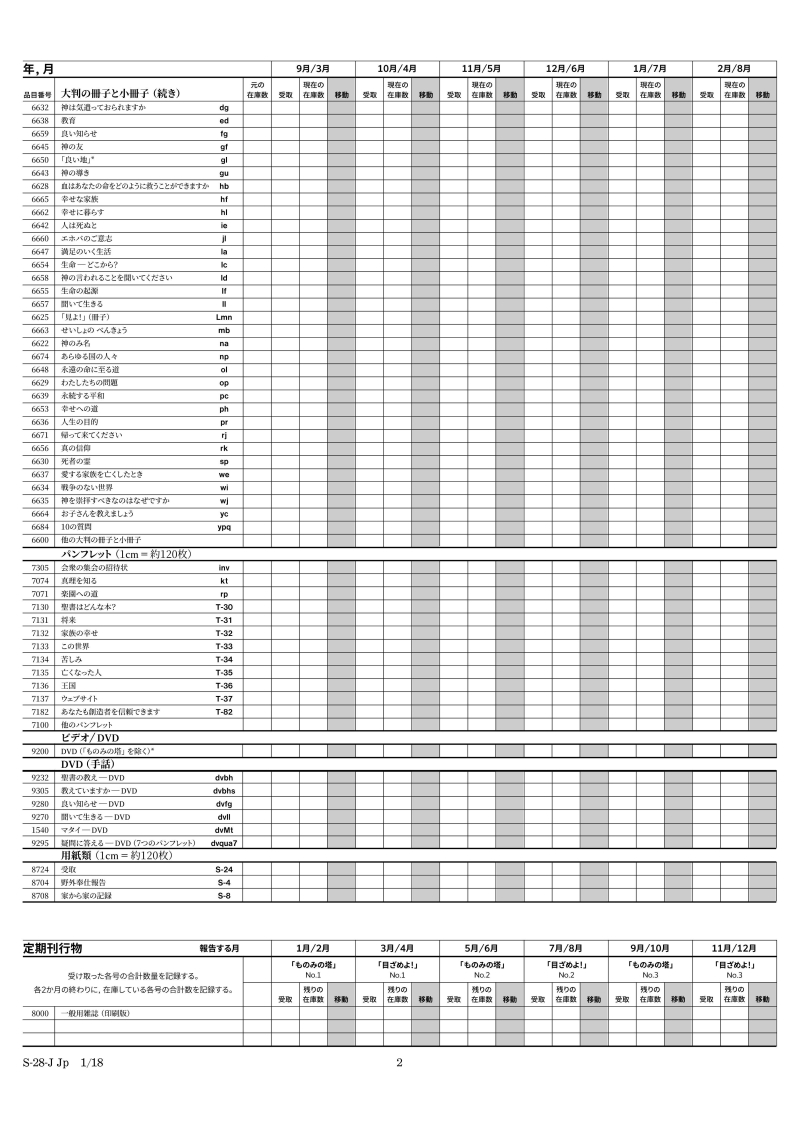 年，月 9月/3月 10月/4月 11月/5月 12月/6月 1月/7月 2月/8月
品目番号 大判の冊子と小冊子（続き） 元の在庫数 受取 現在の在庫数 移動 受取 現在の在庫数 移動 受取 現在の在庫数 移動 受取 現在の在庫数 移動 受取 現在の在庫数 移動 受取 現在の在庫数 移動
6632 神は気遣っておられますか dg
6638 教育 ed
6659 良い知らせ fg
6645 神の友 gf
6650 「良い地」* gl
6643 神の導き gu
6628 血はあなたの命をどのように救うことができますか hb
6665 幸せな家族 hf
6662 幸せに暮らす hl
6642 人は死ぬと ie
6660 エホバのご意志 jl
6647 満足のいく生活 la
6654 生命 — どこから？ lc
6658 神の言われることを聞いてください ld
6655 生命の起源 lf
6657 聞いて生きる ll
6625 「見よ！」（冊子） Lmn
6663 せいしょの べんきょう mb
6622 神のみ名 na
6674 あらゆる国の人々 np
6648 永遠の命に至る道 ol
6629 わたしたちの問題 op
6639 永続する平和 pc
6653 幸せへの道 ph
6636 人生の目的 pr
6671 帰って来てください rj
6656 真の信仰 rk
6630 死者の霊 sp
6637 愛する家族を亡くしたとき we
6634 戦争のない世界 wi
6635 神を崇拝すべきなのはなぜですか wj
6664 お子さんを教えましょう yc
6684 10の質問 ypq
6600 他の大判の冊子と小冊子
パンフレット（1cm = 約120枚）
7305 会衆の集会の招待状 inv
7074 真理を知る kt
7071 楽園への道 rp
7130 聖書はどんな本？ T-30
7131 将来 T-31
7132 家族の幸せ T-32
7133 この世界 T-33
7134 苦しみ T-34
7135 亡くなった人 T-35
7136 王国 T-36
7137 ウェブサイト T-37
7182 あなたも創造者を信頼できます T-82
7100 他のパンフレット
ビデオ/DVD
9200 DVD（「ものみの塔」を除く）*
DVD（手話）
9232 聖書の教え — DVD dvbh
9305 教えていますか — DVD dvbhs
9280 良い知らせ — DVD dvfg
9270 聞いて生きる — DVD dvll
1540 マタイ — DVD dvMt
9295 疑問に答える — DVD（7つのパンフレット） dvqua7
用紙類（1cm = 約120枚）
8724 受取 S-24
8704 野外奉仕報告 S-4
8708 家から家の記録 S-8
定期刊行物 報告する月 1月/2月 3月/4月 5月/6月 7月/8月 9月/10月 11月/12月
「ものみの塔」 「目ざめよ！」 「ものみの塔」 「目ざめよ！」 「ものみの塔」 「目ざめよ！」
受け取った各号の合計数量を記録する。 No.1 No.1 No.2 No.2 No.3 No.3
各2か月の終わりに，在庫している各号の合計数を記録する。 受取 残りの在庫数 移動 受取 残りの在庫数 移動 受取 残りの在庫数 移動 受取 残りの在庫数 移動 受取 残りの在庫数 移動 受取 残りの在庫数 移動
8000 一般用雑誌（印刷版）
S-28-J Jp 1/18 2